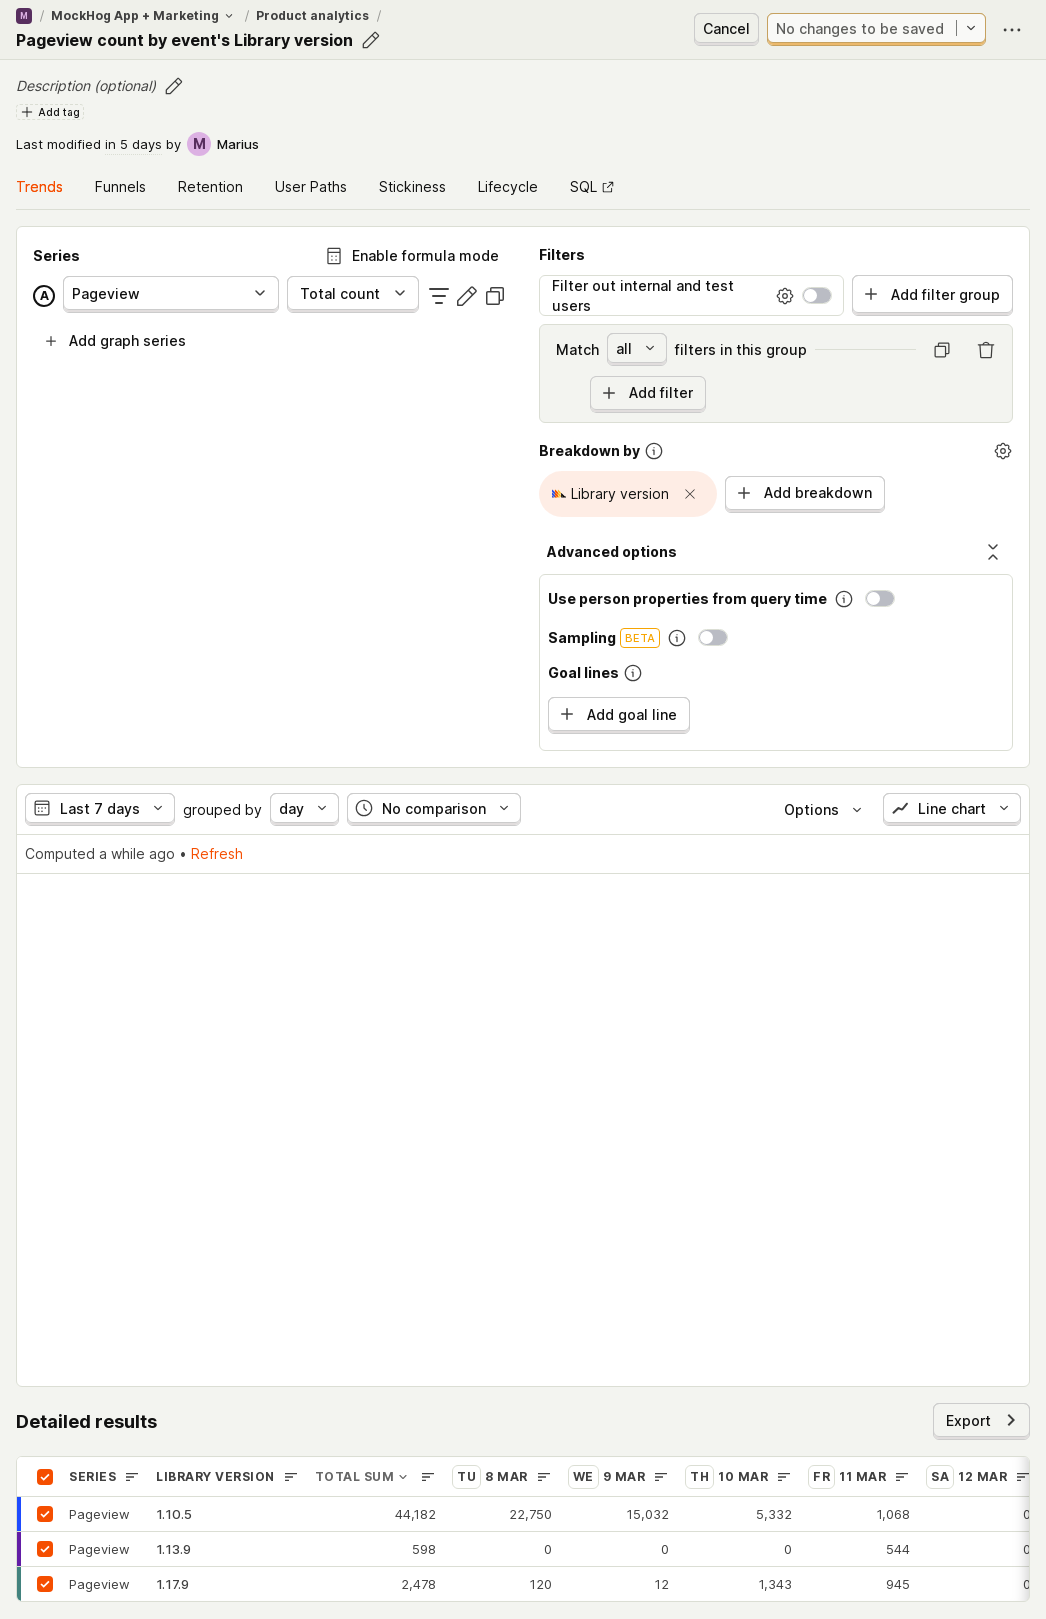 M / MockHog App + Marketing / Product analytics /
Pageview count by event's Library version
Cancel
No changes to be saved
Description (optional)
Add tag
Last modified in 5 days by M Marius
Trends Funnels Retention User Paths Stickiness Lifecycle SQL
Series
Enable formula mode
A Pageview Total count
Add graph series
Filters
Filter out internal and test users
Add filter group
Match all filters in this group
Add filter
Breakdown by
Library version
Add breakdown
Advanced options
Use person properties from query time
Sampling BETA
Goal lines
Add goal line
Last 7 days grouped by day No comparison Options Line chart
Computed a while ago • Refresh
Detailed results
Export
SERIES LIBRARY VERSION TOTAL SUM TU 8 MAR WE 9 MAR TH 10 MAR FR 11 MAR SA 12 MAR
Pageview 1.10.5 44,182 22,750 15,032 5,332 1,068 0
Pageview 1.13.9 598 0 0 0 544 0
Pageview 1.17.9 2,478 120 12 1,343 945 0